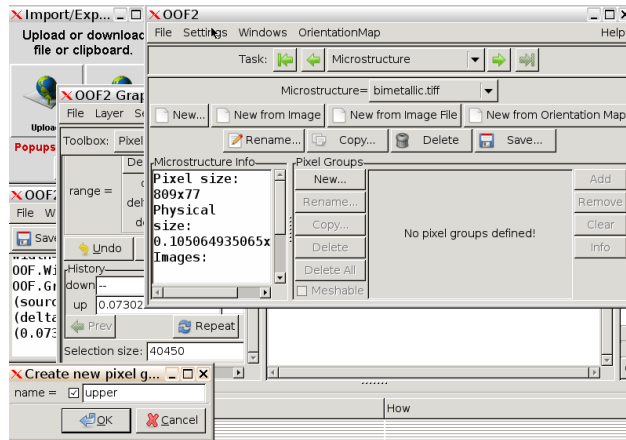 Import/Exp...
Upload or download
file or clipboard.
Popups
OOF2
File Settings Windows OrientationMap Help
Task: Microstructure
Microstructure= bimetallic.tiff
New... New from Image New from Image File New from Orientation Map
Rename... Copy... Delete Save...
Microstructure Info
Pixel size:
809x77
Physical
size:
0.105064935065x
Images:
Pixel Groups
New...
Rename...
Copy...
Delete
Delete All
Meshable
No pixel groups defined!
Add
Remove
Clear
Info
OOF2 Grap
File Layer
Toolbox: Pixel
range =
Undo
History
down --
up 0.07302
Prev Repeat
Selection size: 40450
OOF2
File W
Save
OOF.Wi
OOF.Gr
(sourc
(delta
(0.073
Create new pixel g...
name = upper
OK Cancel
How